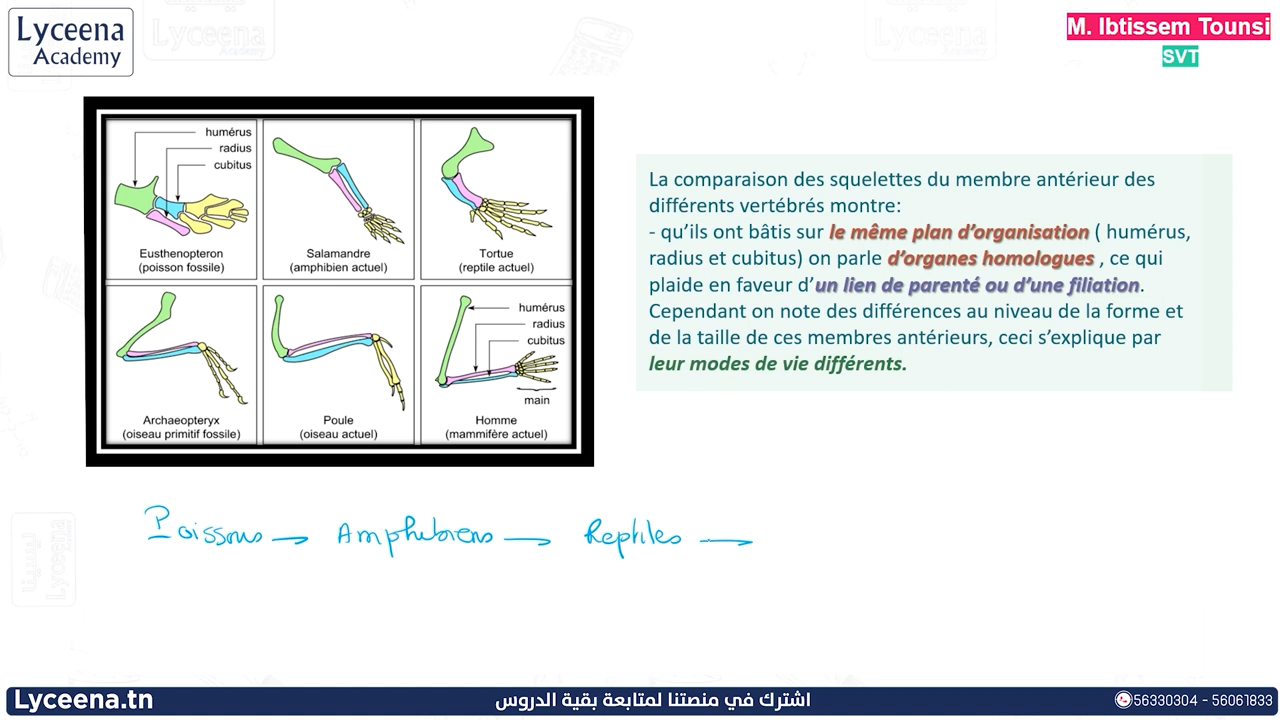 Lyceena
Academy
M. Ibtissem Tounsi
SVT
humérus
radius
cubitus
Eusthenopteron
(poisson fossile)
Salamandre
(amphibien actuel)
Tortue
(reptile actuel)
Archaeopteryx
(oiseau primitif fossile)
Poule
(oiseau actuel)
humérus
radius
cubitus
main
Homme
(mammifère actuel)
La comparaison des squelettes du membre antérieur des
différents vertébrés montre:
- qu’ils ont bâtis sur le même plan d’organisation ( humérus,
radius et cubitus) on parle d’organes homologues , ce qui
plaide en faveur d’un lien de parenté ou d’une filiation.
Cependant on note des différences au niveau de la forme et
de la taille de ces membres antérieurs, ceci s’explique par
leur modes de vie différents.
Poissons → Amphibiens → Reptiles →
Lyceena.tn
اشترك في منصتنا لمتابعة بقية الدروس
56330304 - 56061833